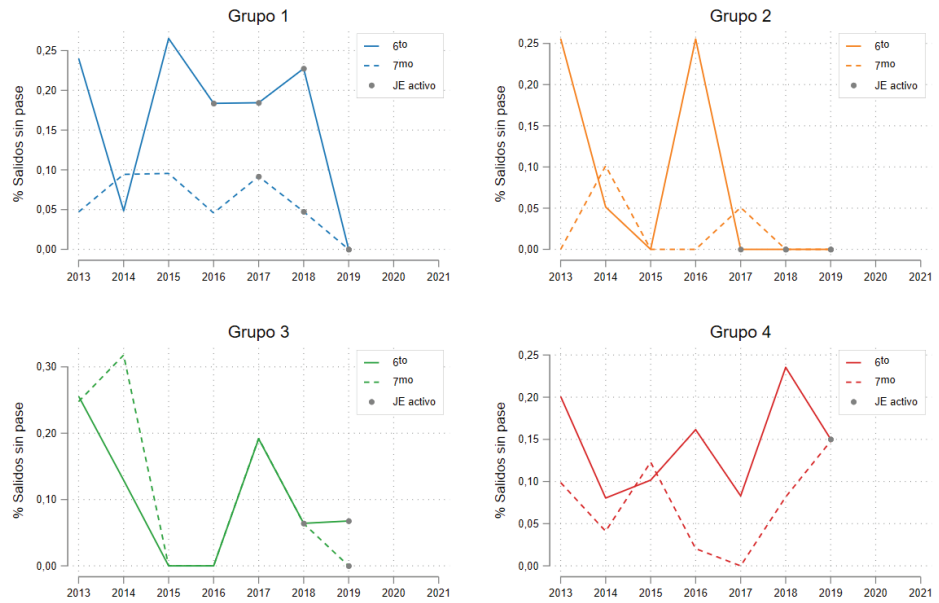 Grupo 1
% Salidos sin pase
0,25
0,20
0,15
0,10
0,05
0,00
6to
7mo
JE activo
2013 2014 2015 2016 2017 2018 2019 2020 2021
Grupo 2
% Salidos sin pase
0,25
0,20
0,15
0,10
0,05
0,00
6to
7mo
JE activo
2013 2014 2015 2016 2017 2018 2019 2020 2021
Grupo 3
% Salidos sin pase
0,30
0,20
0,10
0,00
6to
7mo
JE activo
2013 2014 2015 2016 2017 2018 2019 2020 2021
Grupo 4
% Salidos sin pase
0,25
0,20
0,15
0,10
0,05
0,00
6to
7mo
JE activo
2013 2014 2015 2016 2017 2018 2019 2020 2021